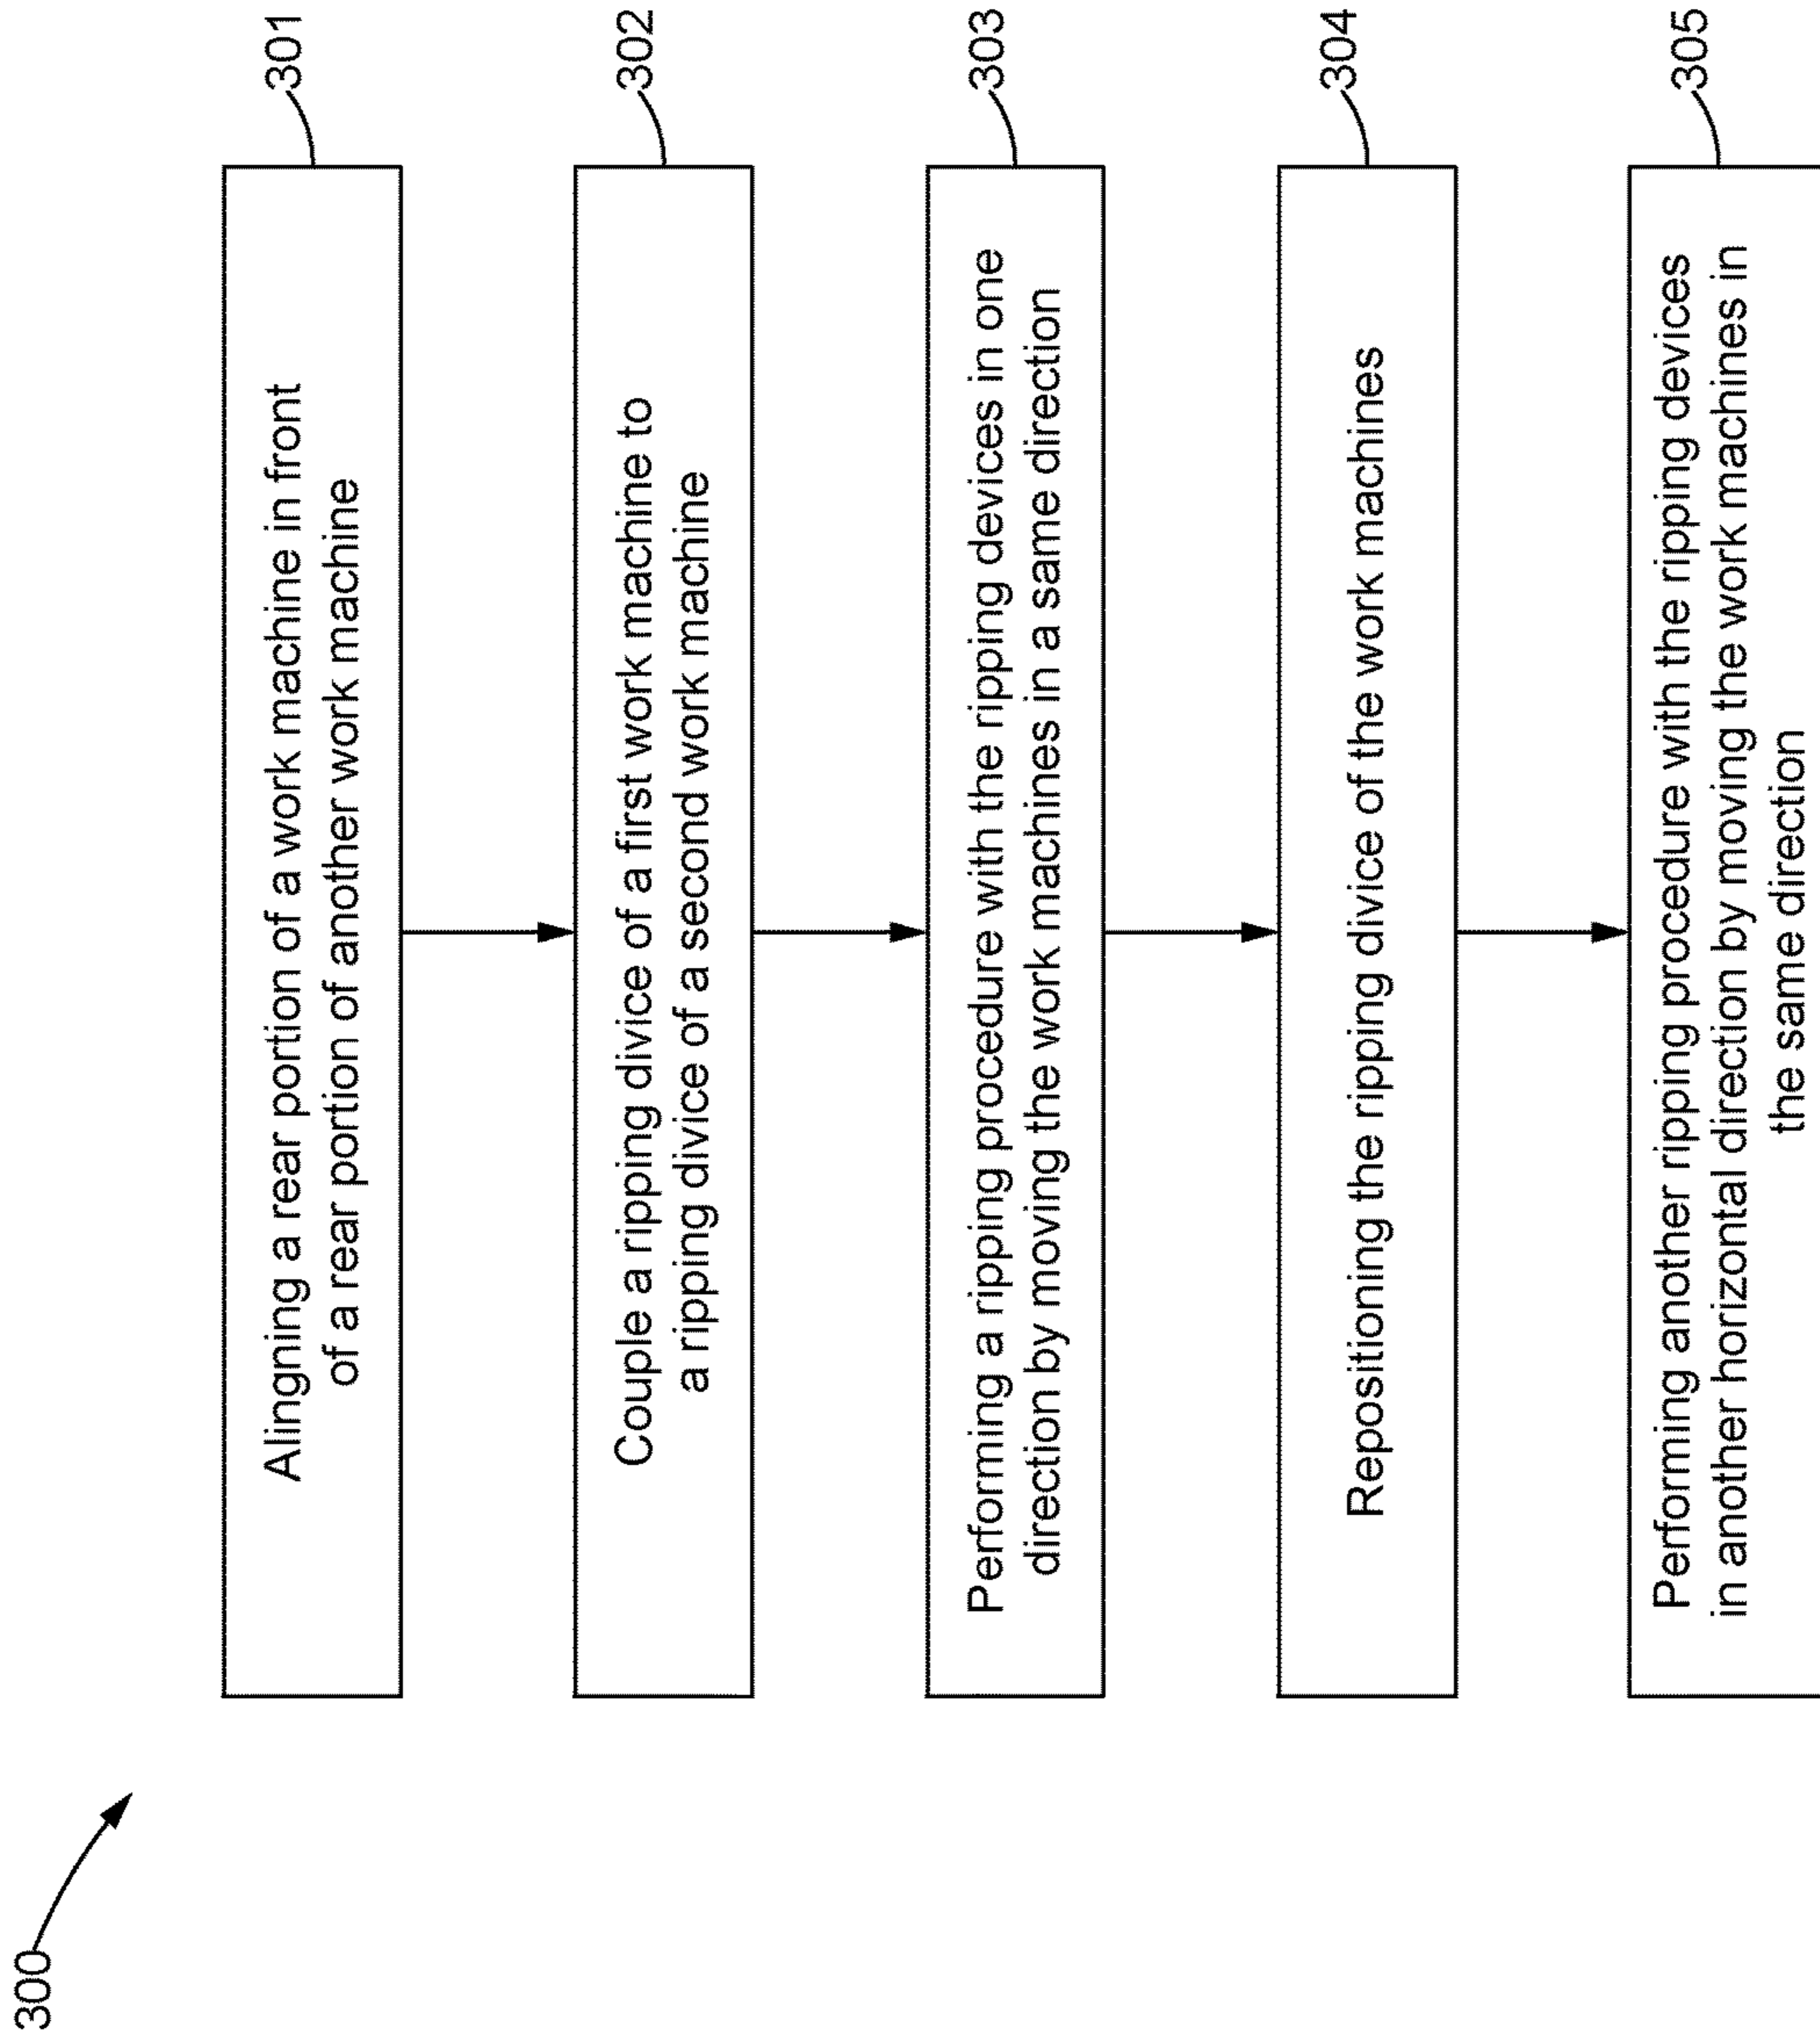 300
301
Alingning a rear portion of a work machine in front
of a rear portion of another work machine
302
Couple a ripping divice of a first work machine to
a ripping divice of a second work machine
303
Performing a ripping procedure with the ripping devices in one
direction by moving the work machines in a same direction
304
Repositioning the ripping divice of the work machines
305
Performing another ripping procedure with the ripping devices
in another horizontal direction by moving the work machines in
the same direction